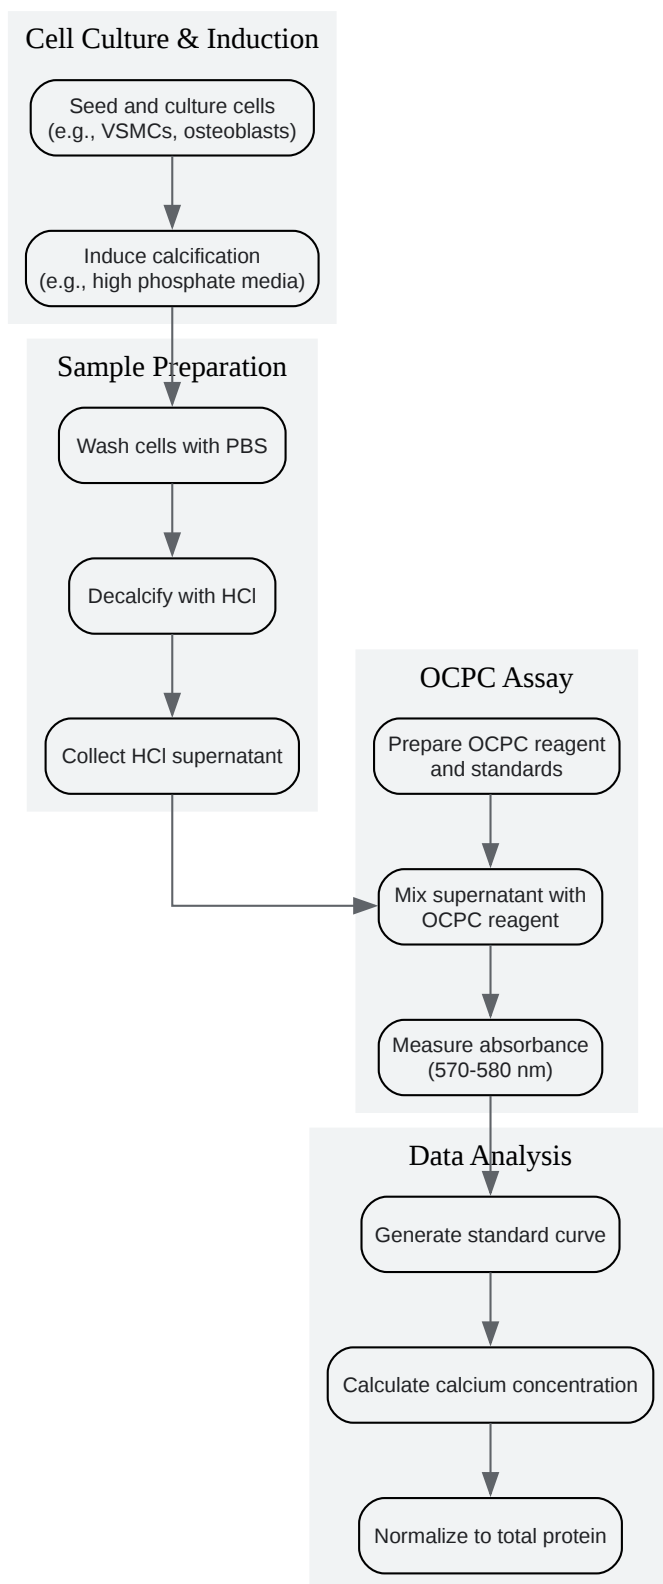 Cell Culture & Induction
Seed and culture cells
(e.g., VSMCs, osteoblasts)
Induce calcification
(e.g., high phosphate media)
Sample Preparation
Wash cells with PBS
Decalcify with HCl
Collect HCl supernatant
OCPC Assay
Prepare OCPC reagent
and standards
Mix supernatant with
OCPC reagent
Measure absorbance
(570-580 nm)
Data Analysis
Generate standard curve
Calculate calcium concentration
Normalize to total protein